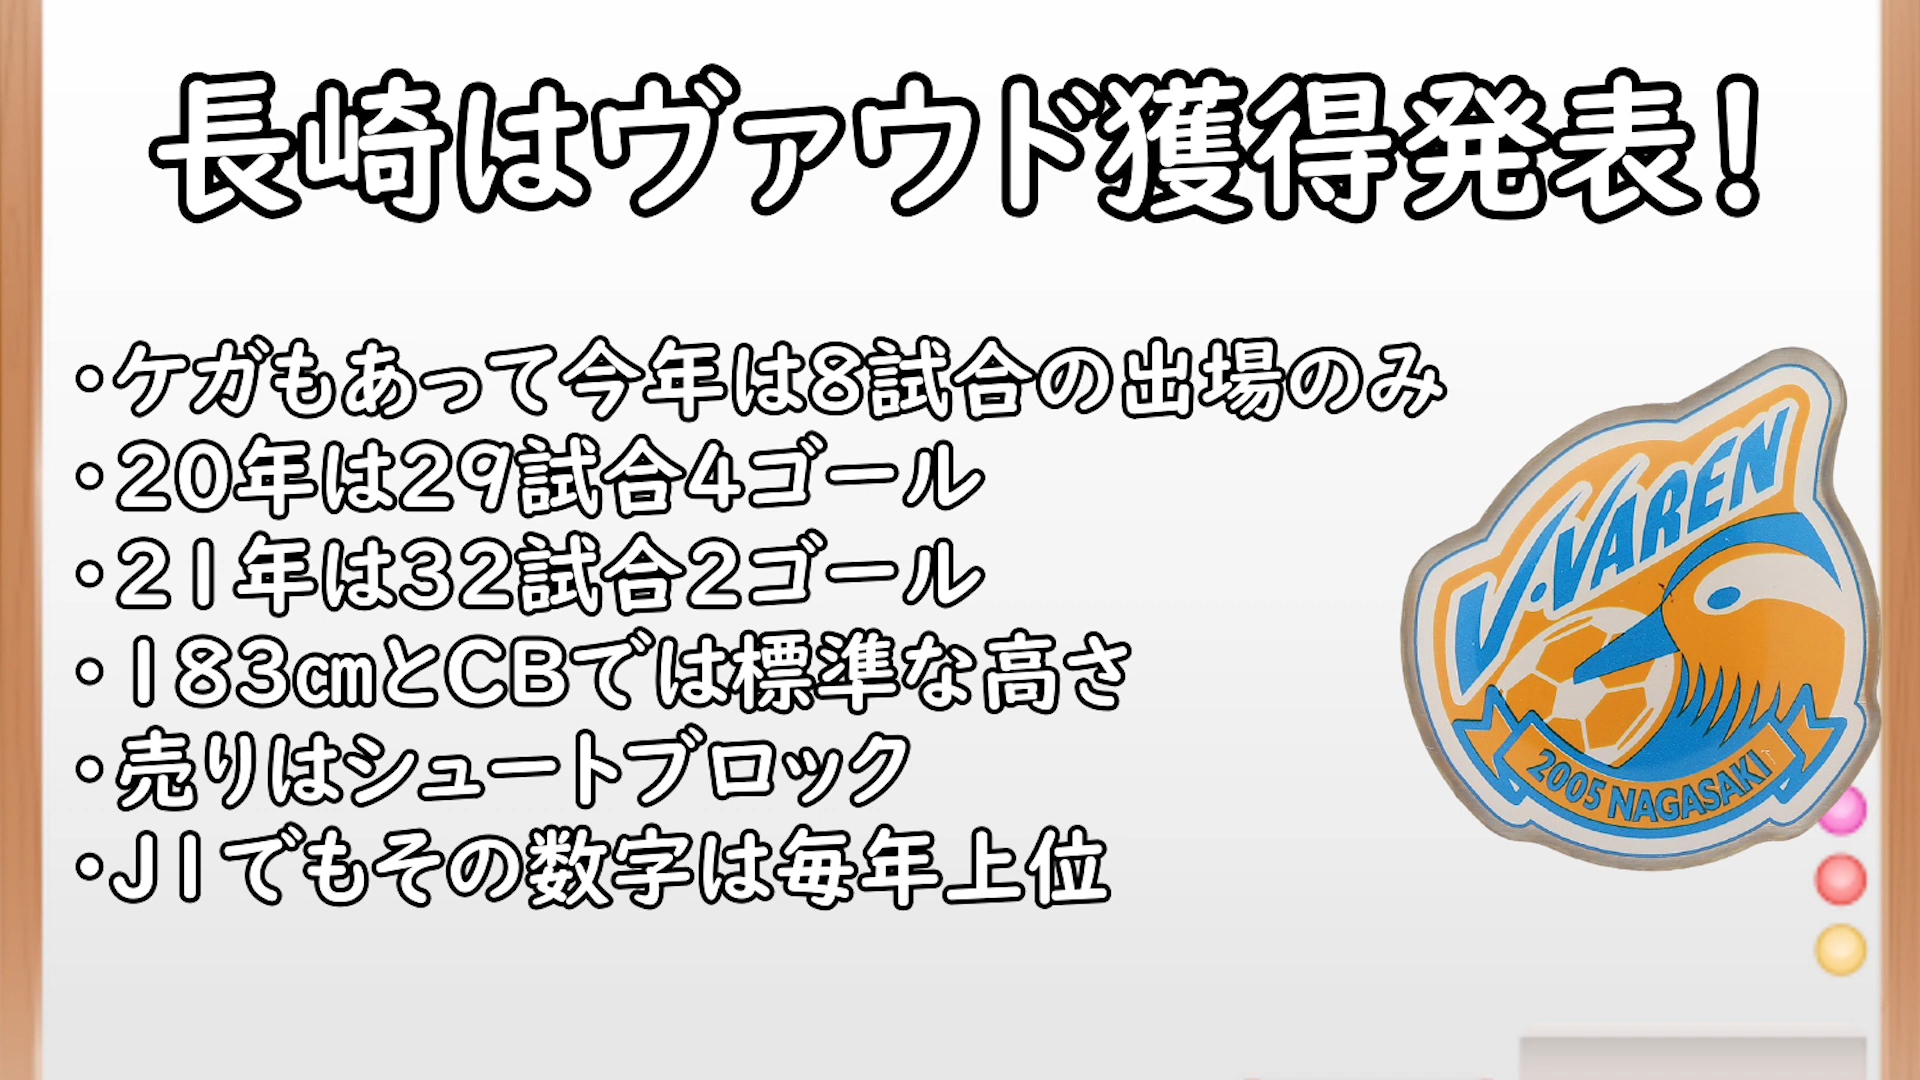 長崎はヴァウド獲得発表!
・ケガもあって今年は8試合の出場のみ
・20年は29試合4ゴール
・21年は32試合2ゴール
・183㎝とCBでは標準な高さ
・売りはシュートブロック
・J1でもその数字は毎年上位
V・VAREN
2005 NAGASAKI